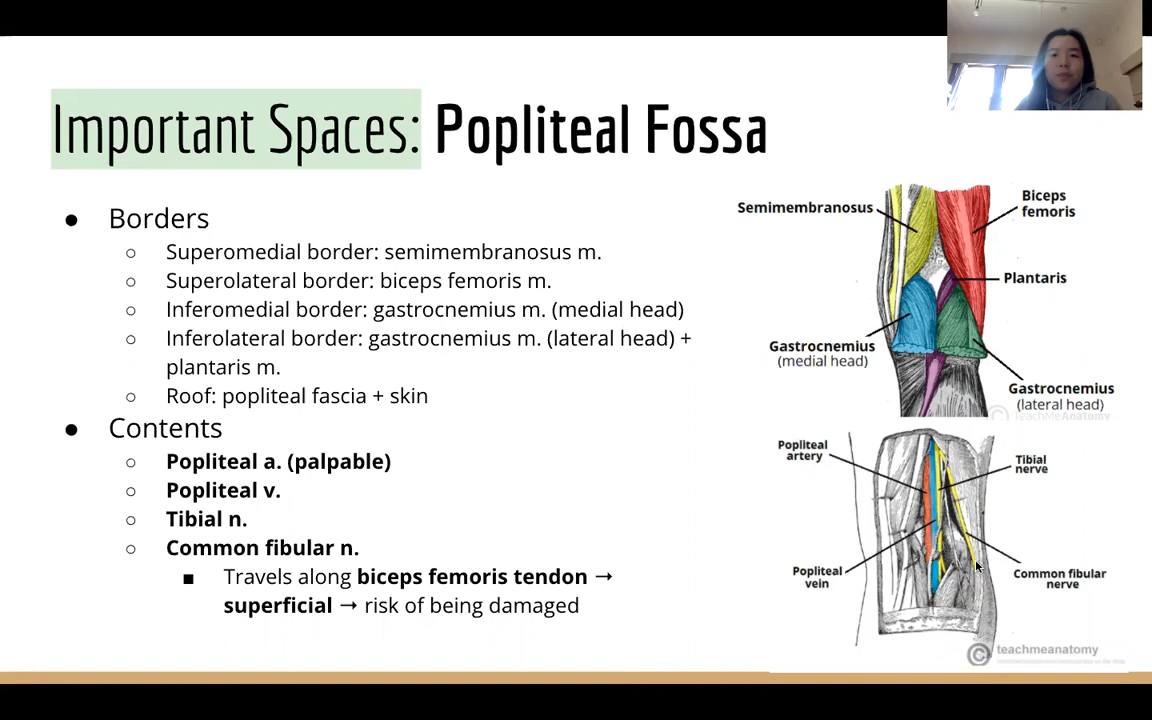 Important Spaces: Popliteal Fossa
● Borders
○ Superomedial border: semimembranosus m.
○ Superolateral border: biceps femoris m.
○ Inferomedial border: gastrocnemius m. (medial head)
○ Inferolateral border: gastrocnemius m. (lateral head) +
plantaris m.
○ Roof: popliteal fascia + skin
● Contents
○ Popliteal a. (palpable)
○ Popliteal v.
○ Tibial n.
○ Common fibular n.
■ Travels along biceps femoris tendon →
superficial → risk of being damaged
Semimembranosus
Biceps
femoris
Plantaris
Gastrocnemius
(medial head)
Gastrocnemius
(lateral head)
© TeachMeAnatomy
Popliteal
artery
Tibial
nerve
Popliteal
vein
Common fibular
nerve
© teachmeanatomy